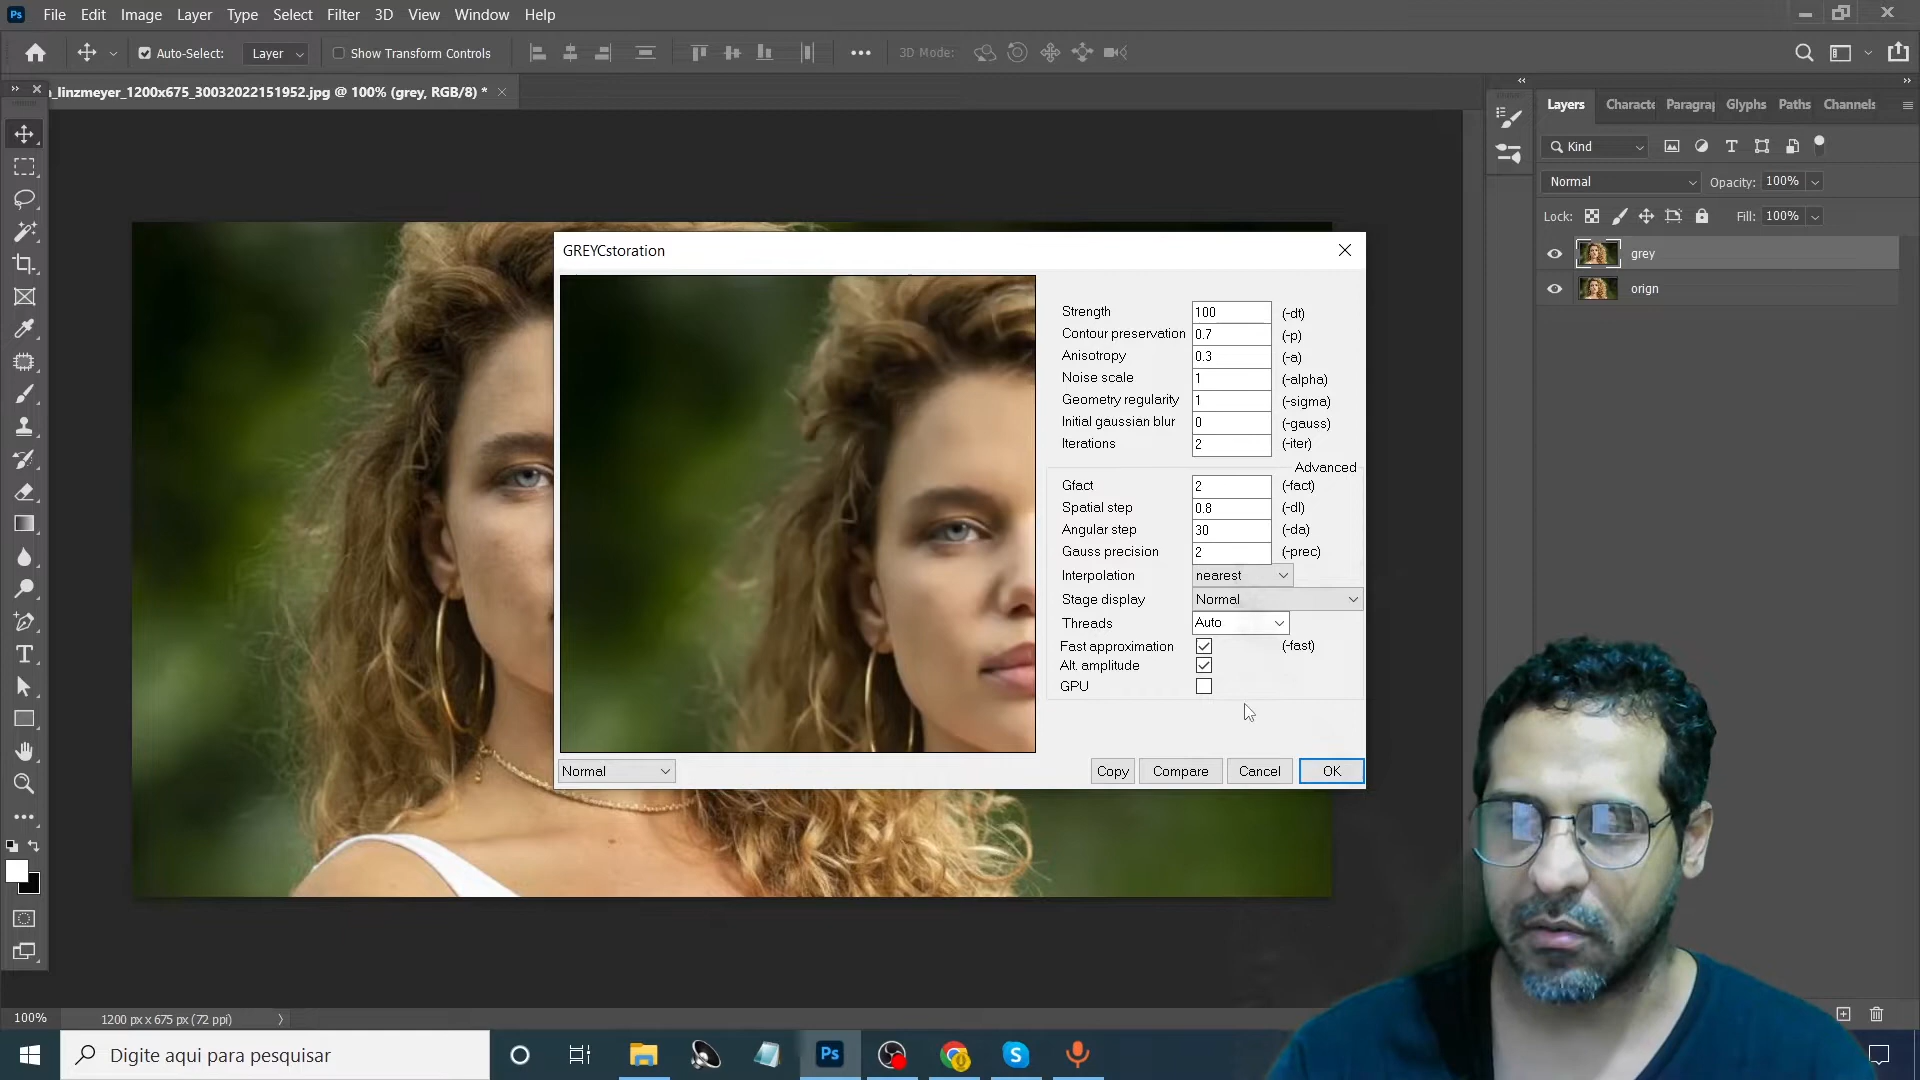 Ps File Edit Image Layer Type Select Filter 3D View Window Help
Auto-Select: Layer Show Transform Controls 3D Mode:
_linzmeyer_1200x675_30032022151952.jpg @ 100% (grey, RGB/8) *
Layers Paths Glyphs Channels
Kind
Normal Opacity: 100%
Lock: Fill: 100%
grey
orign
GREYCstoration
Strength 100 (-dt)
Contour preservation 0.7 (-p)
Anisotropy 0.3 (-a)
Noise scale 1 (-alpha)
Geometry regularity 1 (-sigma)
Initial gaussian blur 0 (-gauss)
Iterations 2 (-iter)
Advanced
Gfact 2 (-fact)
Spatial step 0.8 (-dl)
Angular step 30 (-da)
Gauss precision 2 (-prec)
Interpolation nearest
Stage display Normal
Threads Auto
Fast approximation (-fast)
Alt. amplitude
GPU
Normal Copy Compare Cancel OK
100% 1200 px x 675 px (72 ppi)
Digite aqui para pesquisar
Ps